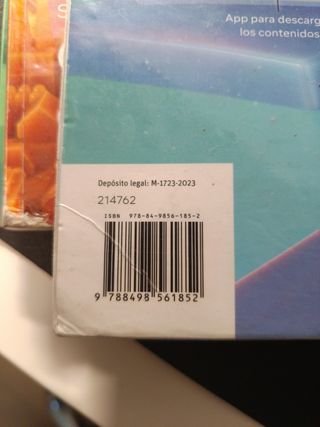 App para descarg
los contenidos
Depósito legal: M-1723-2023
214762
ISBN 978-84-9856-185-2
9 788498 561852